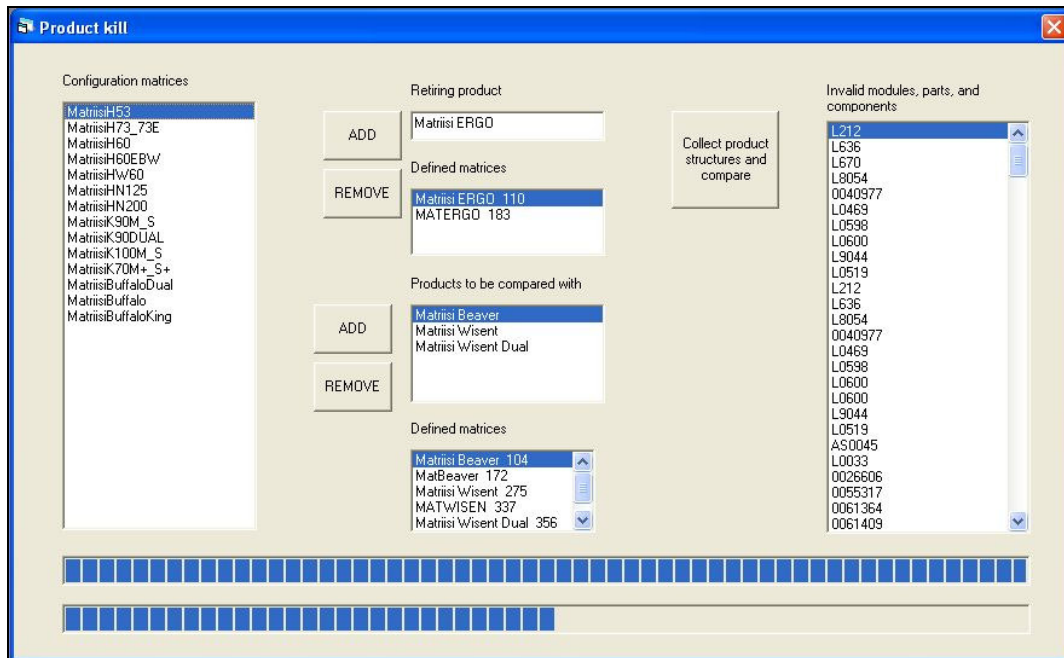 Product kill
Configuration matrices
MatriisiH53
MatriisiH73_73E
MatriisiH60
MatriisiH60EBW
MatriisiHW60
MatriisiHN125
MatriisiHN200
MatriisiK90M_S
MatriisiK90DUAL
MatriisiK100M_S
MatriisiK70M+_S+
MatriisiBuffaloDual
MatriisiBuffalo
MatriisiBuffaloKing
ADD
REMOVE
Retiring product
Matriisi ERGO
Defined matrices
Matriisi ERGO 110
MATERGO 183
ADD
REMOVE
Products to be compared with
Matriisi Beaver
Matriisi Wisent
Matriisi Wisent Dual
Defined matrices
Matriisi Beaver 104
MatBeaver 172
Matriisi Wisent 275
MATWISEN 337
Matriisi Wisent Dual 356
Collect product
structures and
compare
Invalid modules, parts, and
components
L212
L636
L670
L8054
0040977
L0469
L0598
L0600
L9044
L0519
L212
L636
L8054
0040977
L0469
L0598
L0600
L0600
L9044
L0519
AS0045
L0033
0026606
0055317
0061364
0061409